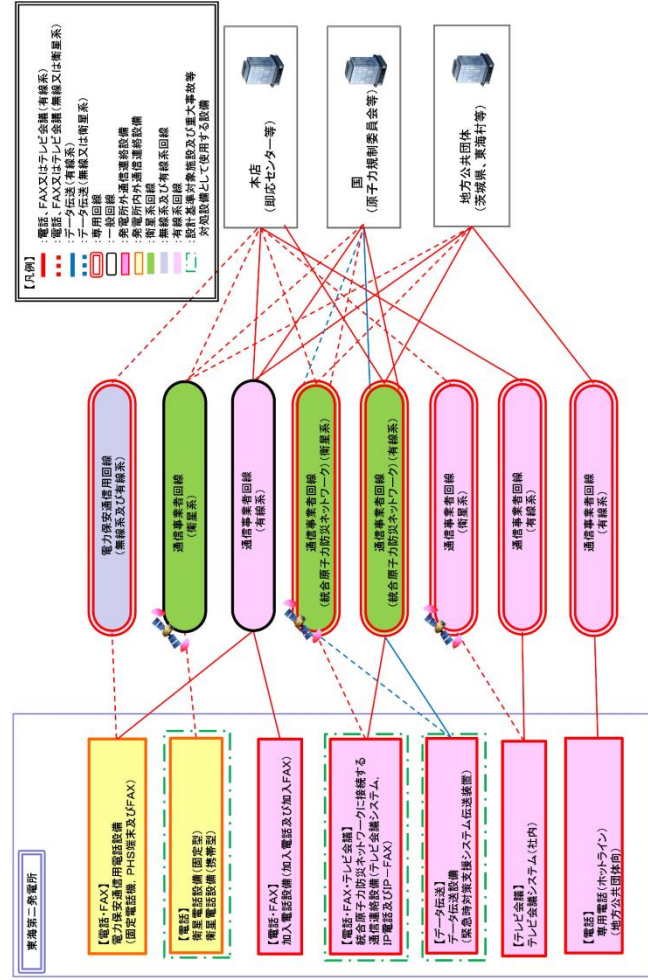 東海第二発電所
【電話・FAX】
電力保安通信用電話設備
(固定電話機，PHS端末及びFAX)
【電話】
衛星電話設備(固定型)
衛星電話設備(携帯型)
【電話・FAX】
加入電話設備(加入電話及び加入FAX)
【電話・FAX・テレビ会議】
統合原子力防災ネットワークに接続する
通信連絡設備(テレビ会議システム，
IP電話及びIP－FAX)
【データ伝送】
データ伝送設備
(緊急時対策支援システム伝送装置)
【テレビ会議】
テレビ会議システム(社内)
【電話】
専用電話(ホットライン)
(地方公共団体向)
電力保安通信用回線
(無線系及び有線系)
通信事業者回線
(衛星系)
通信事業者回線
(有線系)
通信事業者回線
(統合原子力防災ネットワーク)(衛星系)
通信事業者回線
(統合原子力防災ネットワーク)(有線系)
通信事業者回線
(衛星系)
通信事業者回線
(有線系)
通信事業者回線
(有線系)
【凡例】
：電話、FAX又はテレビ会議(有線系)
：電話、FAX又はテレビ会議(無線又は衛星系)
：データ伝送(有線系)
：データ伝送(無線又は衛星系)
：専用回線
：一般回線
：発電所外通信連絡設備
：発電所内外通信連絡設備
：衛星系回線
：無線系及び有線系回線
：有線系回線
：設計基準対象施設及び重大事故等
対処設備として使用する設備
本店
(即応センター等)
国
(原子力規制委員会等)
地方公共団体
(茨城県、東海村等)